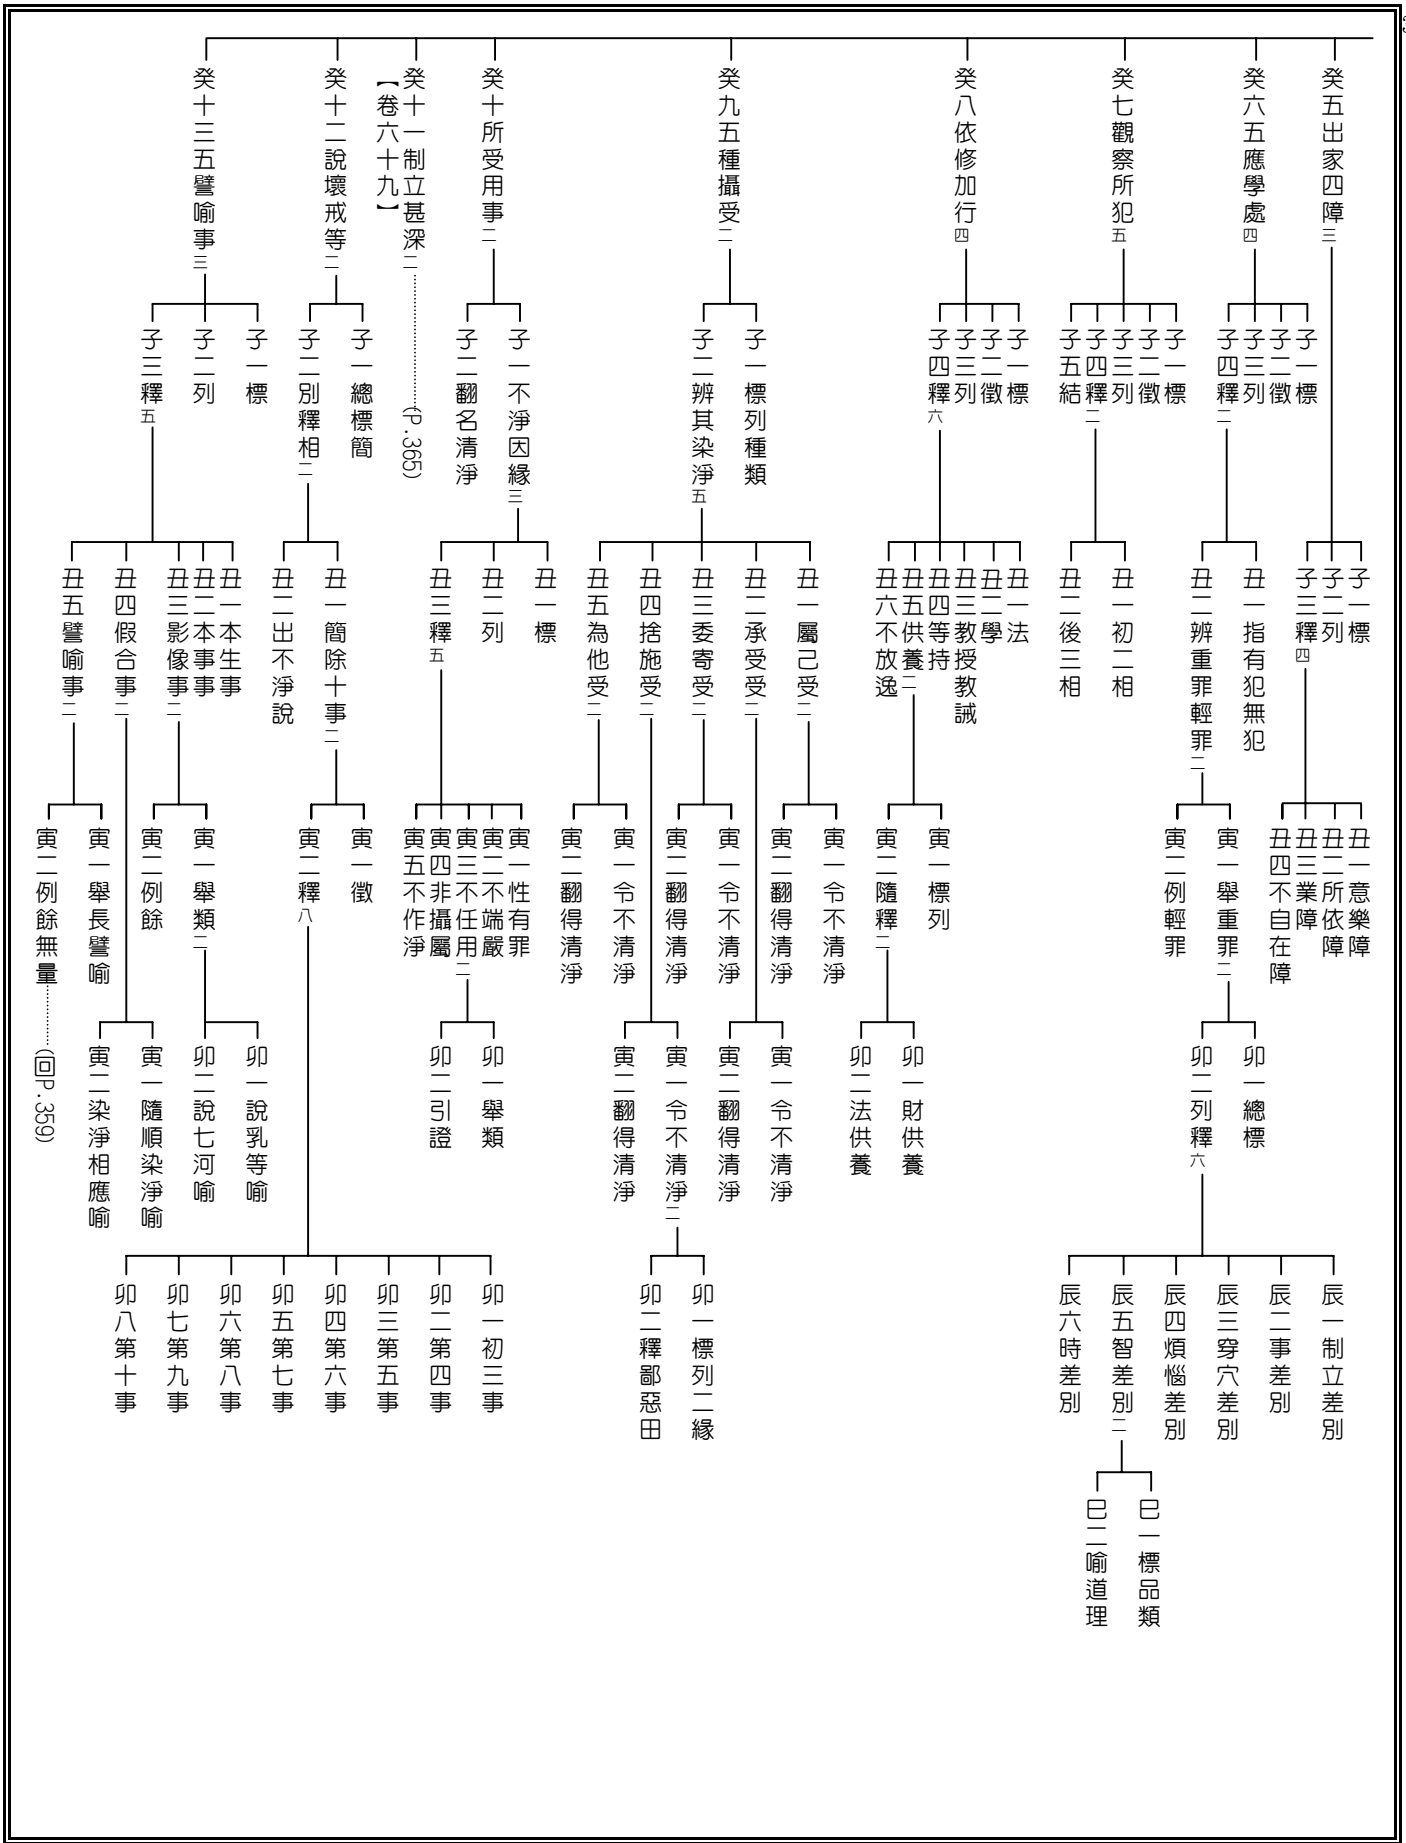 癸五出家四障三
子一標
子二列
子三釋四
丑一意樂障
丑二所依障
丑三業障
丑四不自在障
癸六五應學處四
子一標
子二徵
子三列
子四釋二
丑一指有犯無犯
丑二辨重罪輕罪二
寅一舉重罪二
卯一總標
卯二列釋六
辰一制立差別
辰二事差別
辰三穿穴差別
辰四煩惱差別
辰五智差別二
巳一標品類
巳二喻道理
辰六時差別
寅二例輕罪
癸七觀察所犯五
子一標
子二徵
子三列
子四釋二
丑一初二相
丑二後三相
子五結
癸八依修加行四
子一標
子二徵
子三列
子四釋六
丑一法
丑二學
丑三教授教誡
丑四等持
丑五供養二
寅一標列
寅二隨釋二
卯一財供養
卯二法供養
丑六不放逸
癸九五種攝受二
子一標列種類
子二辨其染淨五
丑一屬己受二
寅一令不清淨
寅二翻得清淨
丑二承受受二
寅一令不清淨
寅二翻得清淨
丑三委寄受二
寅一令不清淨
寅二翻得清淨
丑四捨施受二
寅一令不清淨二
卯一標列二緣
卯二釋鄙惡田
寅二翻得清淨
丑五為他受二
寅一令不清淨
寅二翻得清淨
癸十所受用事二
子一不淨因緣三
丑一標
丑二列
丑三釋五
寅一性有罪
寅二不端嚴
寅三不任用二
卯一舉類
卯二引證
寅四非攝屬
寅五不作淨
子二翻名清淨
癸十一制立甚深二(P.365)
【卷六十九】
癸十二說壞戒等二
子一總標簡
子二別釋相二
丑一簡除十事二
寅一徵
寅二釋八
卯一初三事
卯二第四事
卯三第五事
卯四第六事
卯五第七事
卯六第八事
卯七第九事
卯八第十事
丑二出不淨說
癸十三五譬喻事三
子一標
子二列
子三釋五
丑一本生事
丑二本事事
丑三影像事二
寅一舉類二
卯一說乳等喻
卯二說七河喻
寅二例餘
丑四假合事二
寅一隨順染淨喻
寅二染淨相應喻
丑五譬喻事二
寅一舉長譬喻
寅二例餘無量(回P.359)